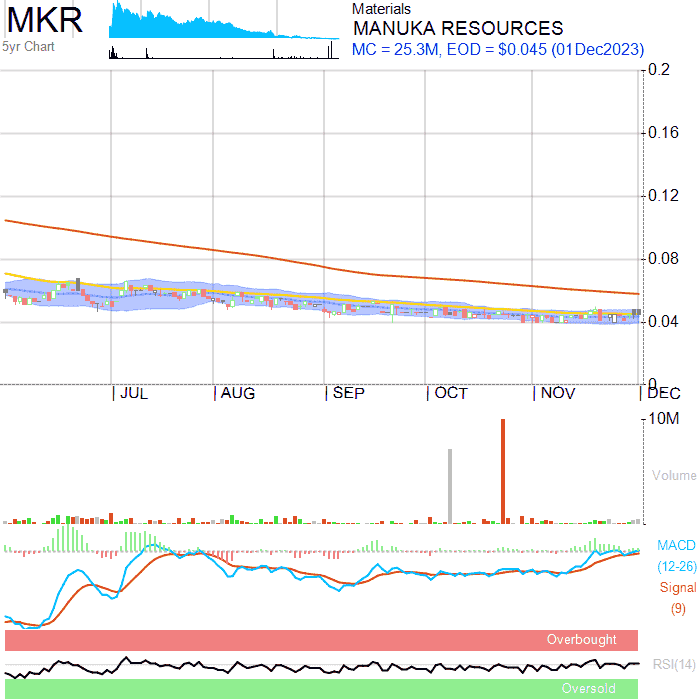 MKR
5yr Chart
Materials
MANUKA RESOURCES
MC = 25.3M, EOD = $0.045 (01Dec2023)
0.2
0.16
0.12
0.08
0.04
0
JUL
AUG
SEP
OCT
NOV
DEC
10M
Volume
MACD
(12-26)
Signal
(9)
Overbought
RSI(14)
Oversold